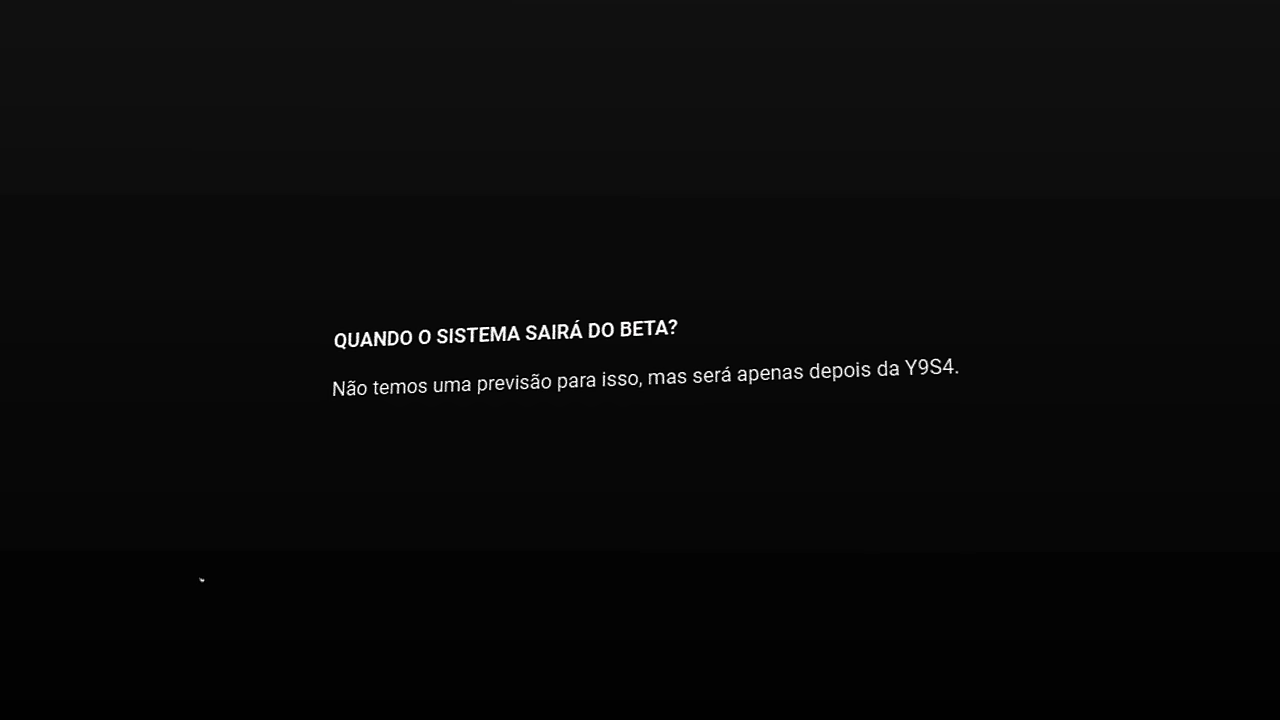 QUANDO O SISTEMA SAIRÁ DO BETA?
Não temos uma previsão para isso, mas será apenas depois da Y9S4.